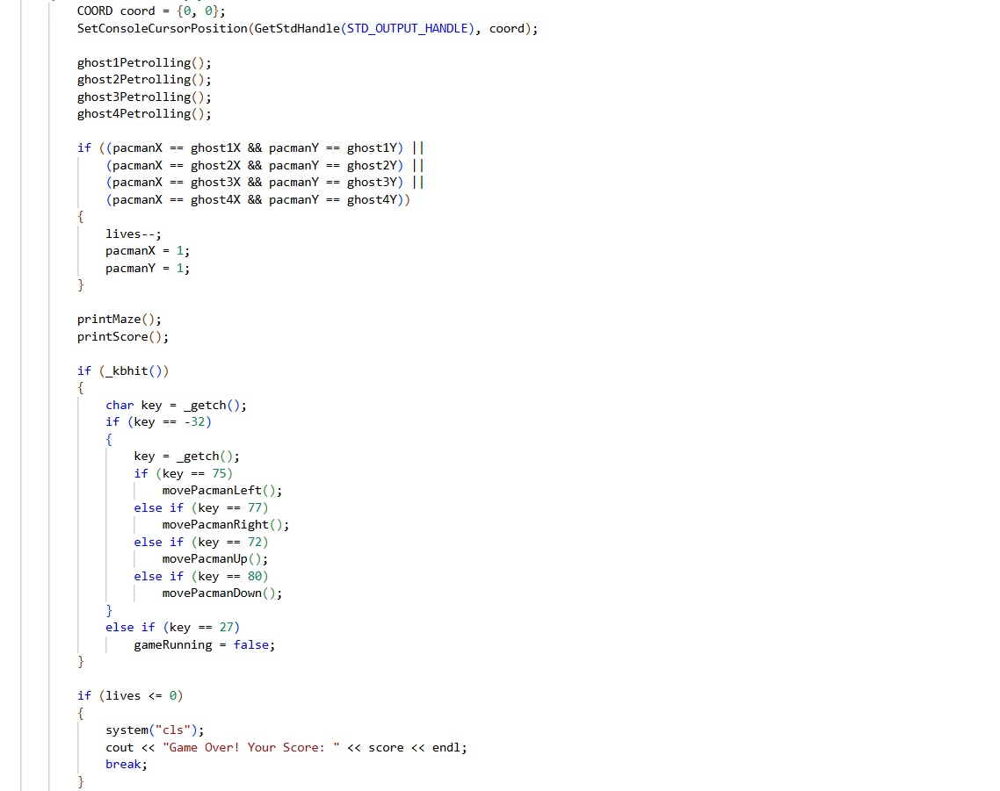 COORD coord = {0, 0};
SetConsoleCursorPosition(GetStdHandle(STD_OUTPUT_HANDLE), coord);

ghost1Petrolling();
ghost2Petrolling();
ghost3Petrolling();
ghost4Petrolling();

if ((pacmanX == ghost1X && pacmanY == ghost1Y) ||
    (pacmanX == ghost2X && pacmanY == ghost2Y) ||
    (pacmanX == ghost3X && pacmanY == ghost3Y) ||
    (pacmanX == ghost4X && pacmanY == ghost4Y))
{
    lives--;
    pacmanX = 1;
    pacmanY = 1;
}

printMaze();
printScore();

if (_kbhit())
{
    char key = _getch();
    if (key == -32)
    {
        key = _getch();
        if (key == 75)
            movePacmanLeft();
        else if (key == 77)
            movePacmanRight();
        else if (key == 72)
            movePacmanUp();
        else if (key == 80)
            movePacmanDown();
    }
    else if (key == 27)
        gameRunning = false;
}

if (lives <= 0)
{
    system("cls");
    cout << "Game Over! Your Score: " << score << endl;
    break;
}